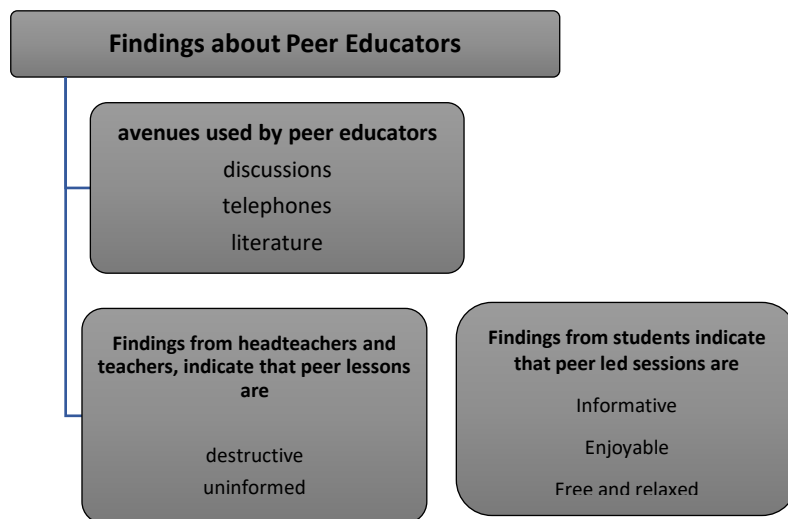 Findings about Peer Educators
avenues used by peer educators
discussions
telephones
literature
Findings from headteachers and
teachers, indicate that peer lessons
are
destructive
uninformed
Findings from students indicate
that peer led sessions are
Informative
Enjoyable
Free and relaxed